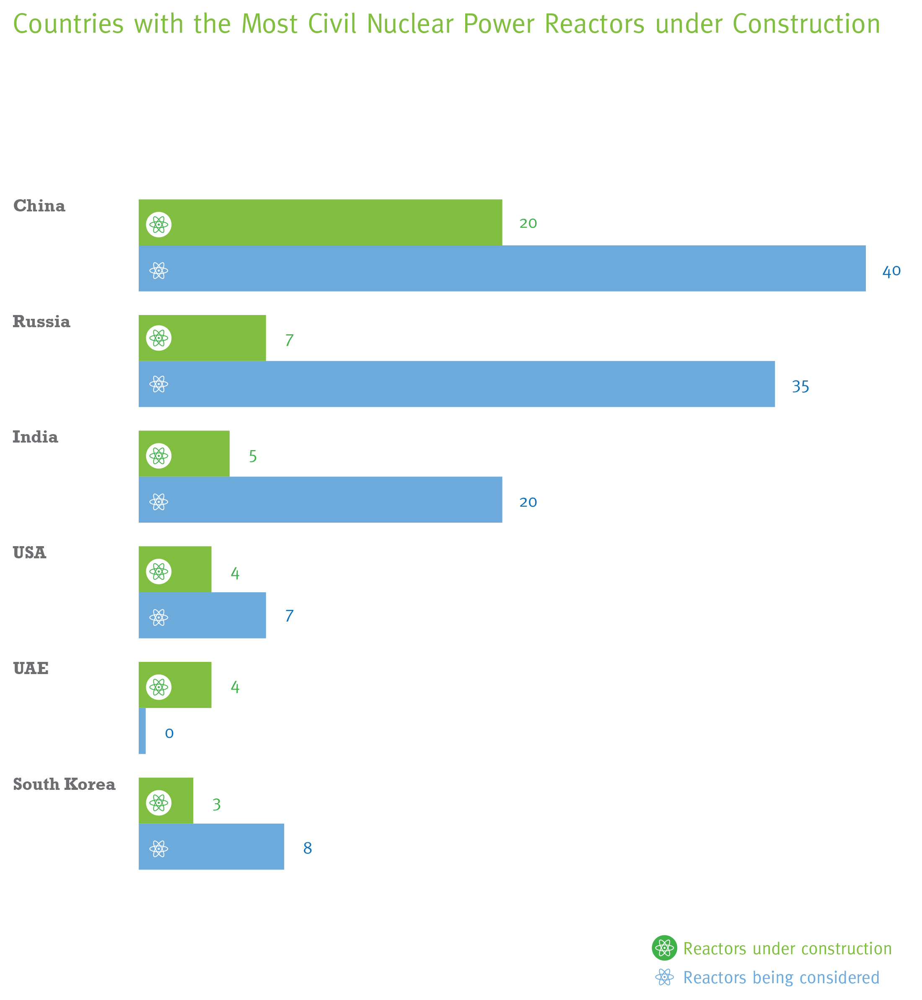 Countries with the Most Civil Nuclear Power Reactors under Construction
China
20
40
Russia
7
35
India
5
20
USA
4
7
UAE
4
0
South Korea
3
8
Reactors under construction
Reactors being considered